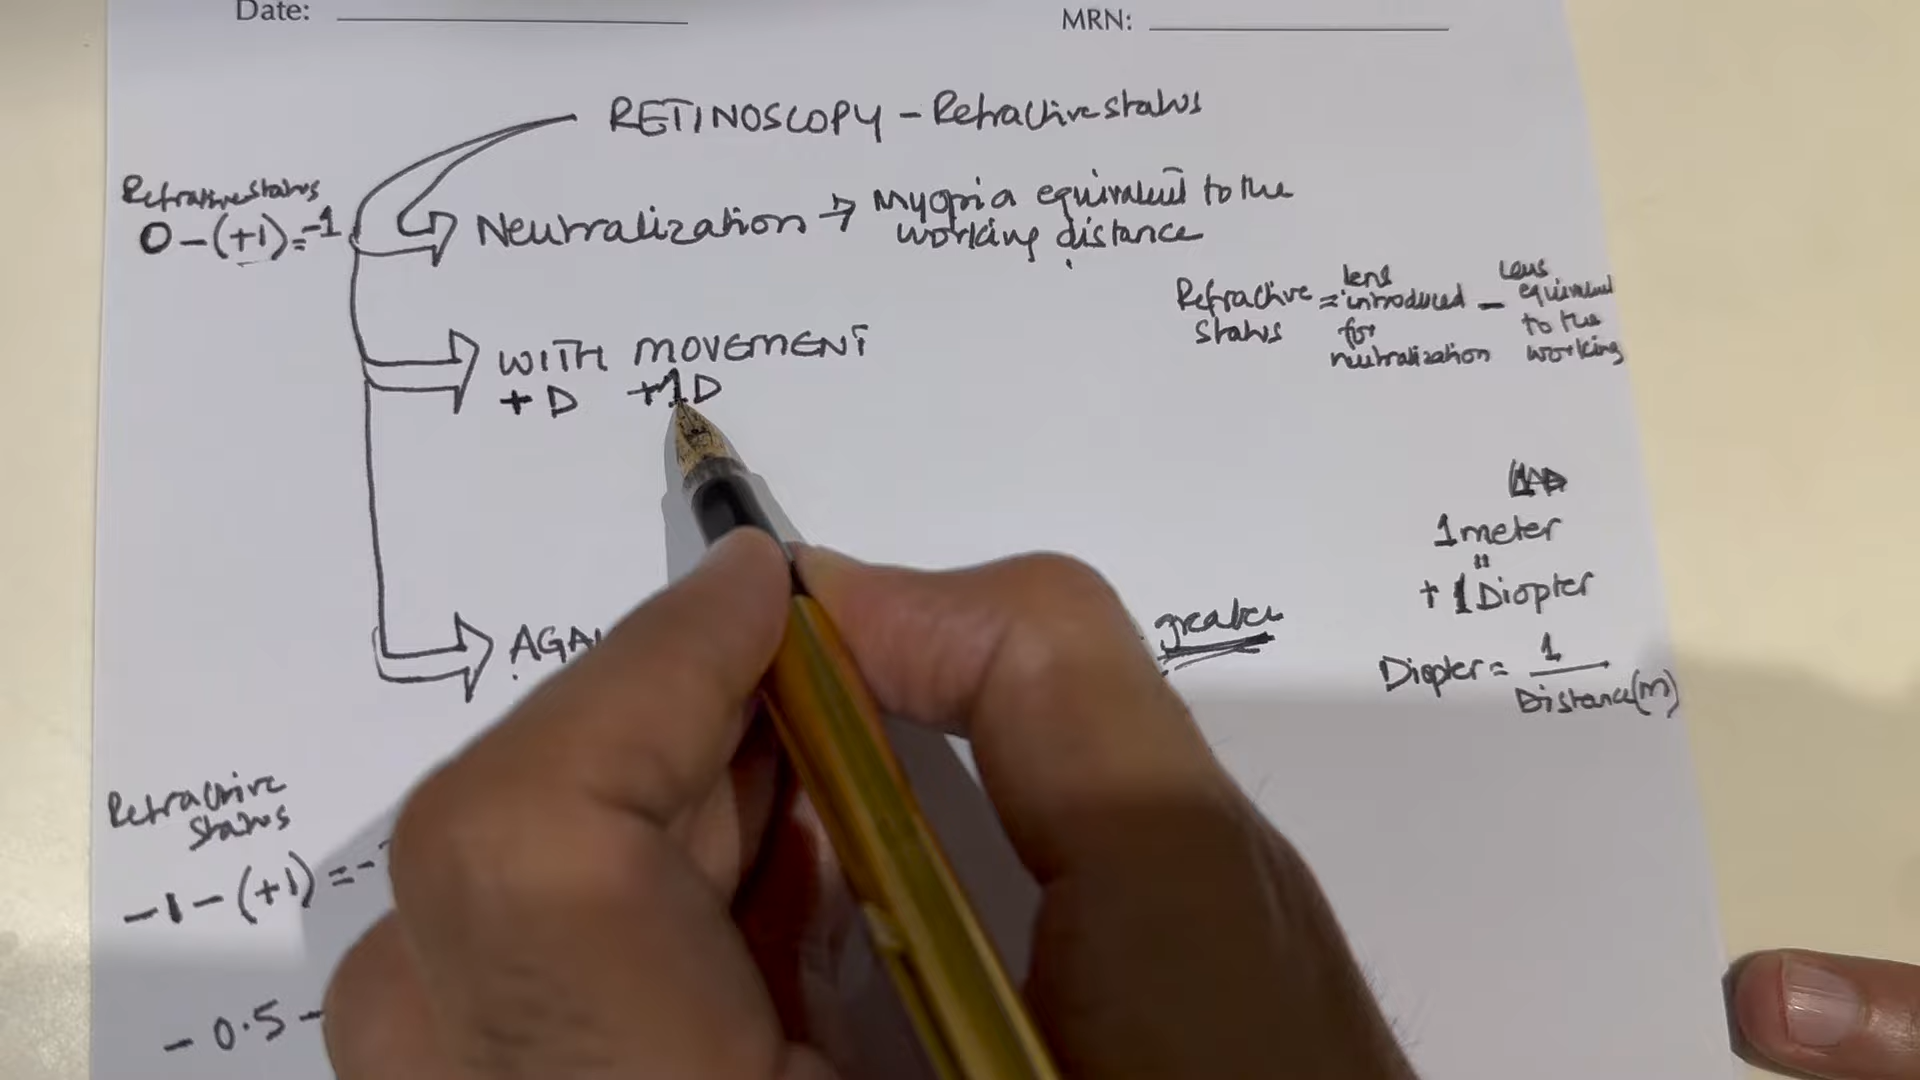 Date:
MRN:
RETINOSCOPY - Refractive status
Refractive status
0 - (+1) = -1
Neutralization → Myopia equivalent to the
working distance
Refractive status = lens introduced for neutralization - Lens equivalent to the working
WITH MOVEMENT
+ D +1D
1 meter
"
+ 1 Diopter
Diopter = 1 / Distance (m)
AGA
greater
Refractive
status
-1 - (+1) = -
- 0.5 -